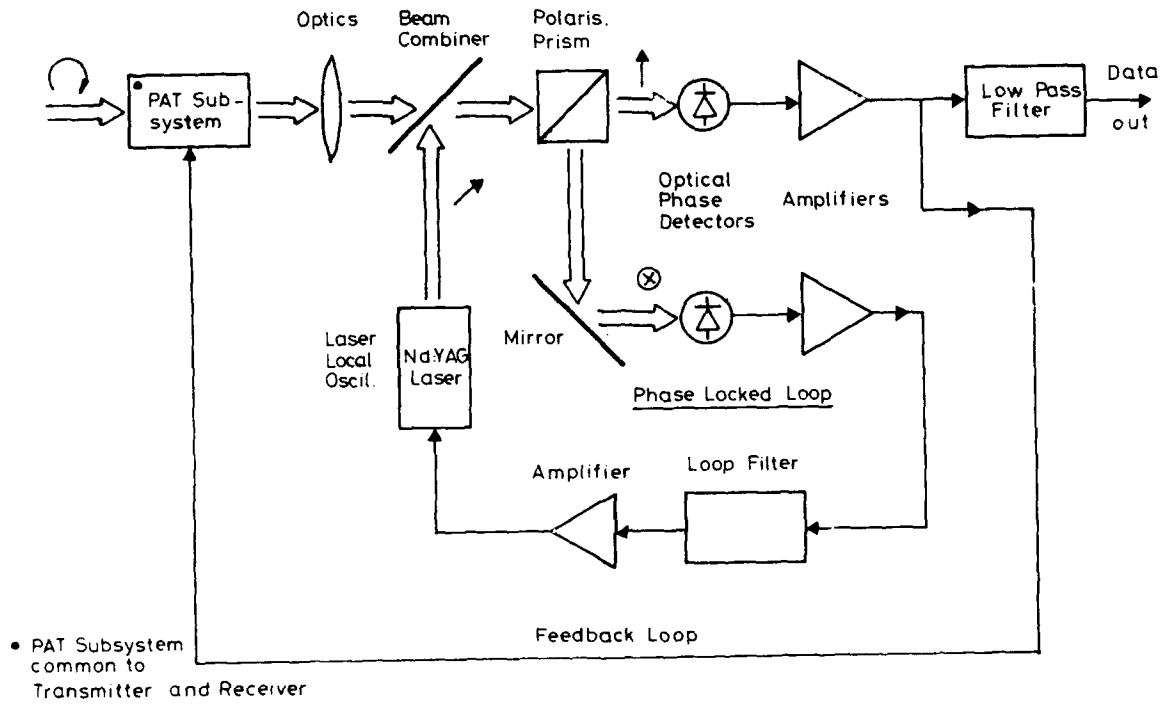 Optics
Beam
Combiner
Polaris.
Prism
• PAT Sub-
system
Low Pass
Filter
Data
out
Optical
Phase
Detectors
Amplifiers
Laser
Local
Oscil.
Nd:YAG
Laser
Mirror
Phase Locked Loop
Amplifier
Loop Filter
Feedback Loop
• PAT Subsystem
common to
Transmitter and Receiver